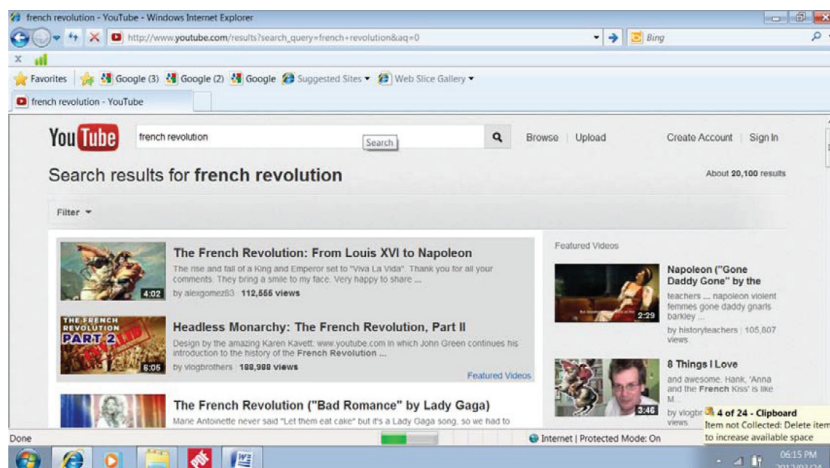 french revolution - YouTube - Windows Internet Explorer
http://www.youtube.com/results?search_query=french+revolution&aq=0
Bing
x
Favorites Google (3) Google (2) Google Suggested Sites Web Slice Gallery
french revolution - YouTube
YouTube french revolution Search Browse Upload Create Account Sign In
Search results for french revolution
About 20,100 results
Filter
The French Revolution: From Louis XVI to Napoleon
The rise and fall of a King and Emperor set to "Viva La Vida". Thank you for all your
comments. They bring a smile to my face. Very happy to share ...
4:02
by alexgomez63 112,555 views
THE FRENCH
REVOLUTION
PART 2
6:05
Headless Monarchy: The French Revolution, Part II
Design by the amazing Karen Kavett: www.youtube.com in which John Green continues his
introduction to the history of the French Revolution ...
by vlogbrothers 188,988 views
Featured Videos
The French Revolution ("Bad Romance" by Lady Gaga)
Marie Antoinette never said "Let them eat cake" but it's a Lady Gaga song, so we had to
Featured Videos
2:29
Napoleon ("Gone
Daddy Gone" by the
teachers ... napoleon violent
femmes gone daddy gnarls
barkley ...
by historyteachers 105,807
views
3:46
8 Things I Love
and awesome. Hank, 'Anna
and the French Kiss' is like
M...
by vlogbr
views
4 of 24 - Clipboard
Item not Collected: Delete item
to increase available space
Done
Internet | Protected Mode: On
06:15 PM